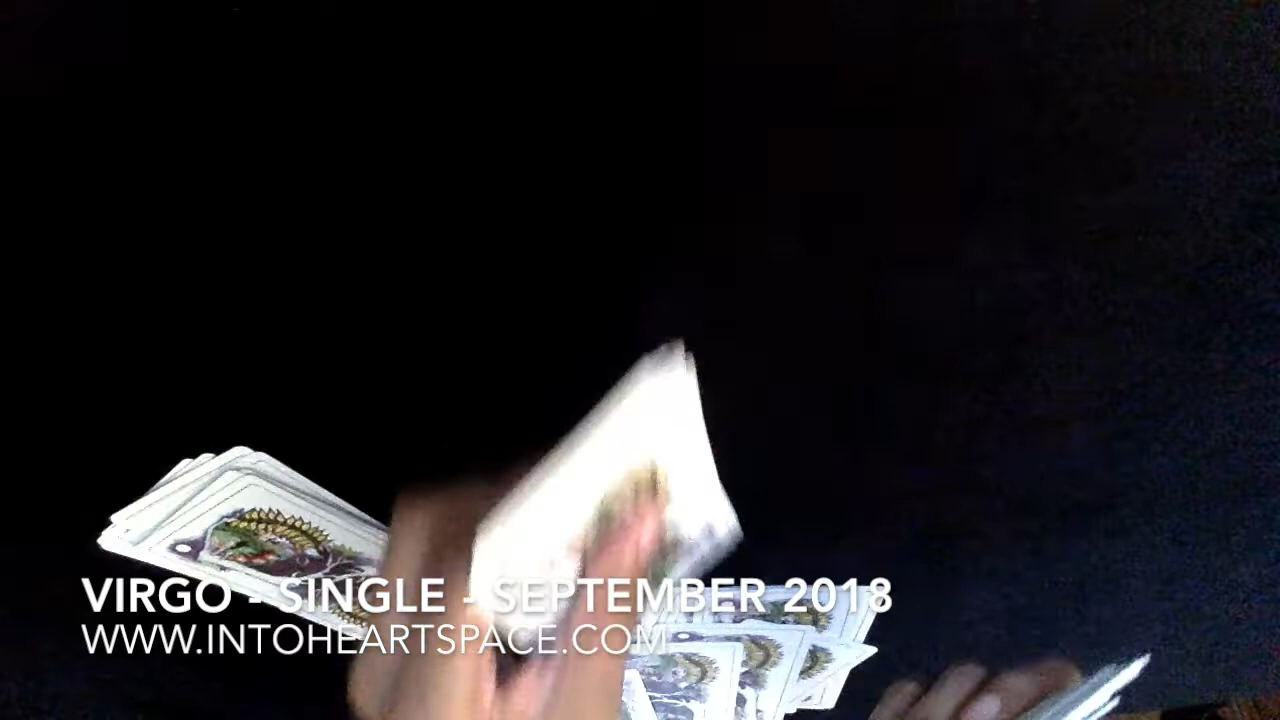 VIRGO - SINGLE - SEPTEMBER 2018
WWW.INTOHEARTSPACE.COM